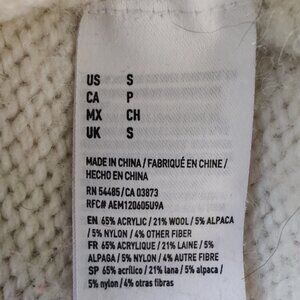 US S
CA P
MX CH
UK S
MADE IN CHINA / FABRIQUÉ EN CHINE /
HECHO EN CHINA
RN 54485/CA 03873
RFC# AEM120605U9A
EN 65% ACRYLIC / 21% WOOL / 5% ALPACA
/ 5% NYLON / 4% OTHER FIBER
FR 65% ACRYLIQUE / 21% LAINE / 5%
ALPAGA / 5% NYLON / 4% AUTRE FIBRE
SP 65% acrílico / 21% lana / 5% alpaca /
5% nylon / 4% otras fibras